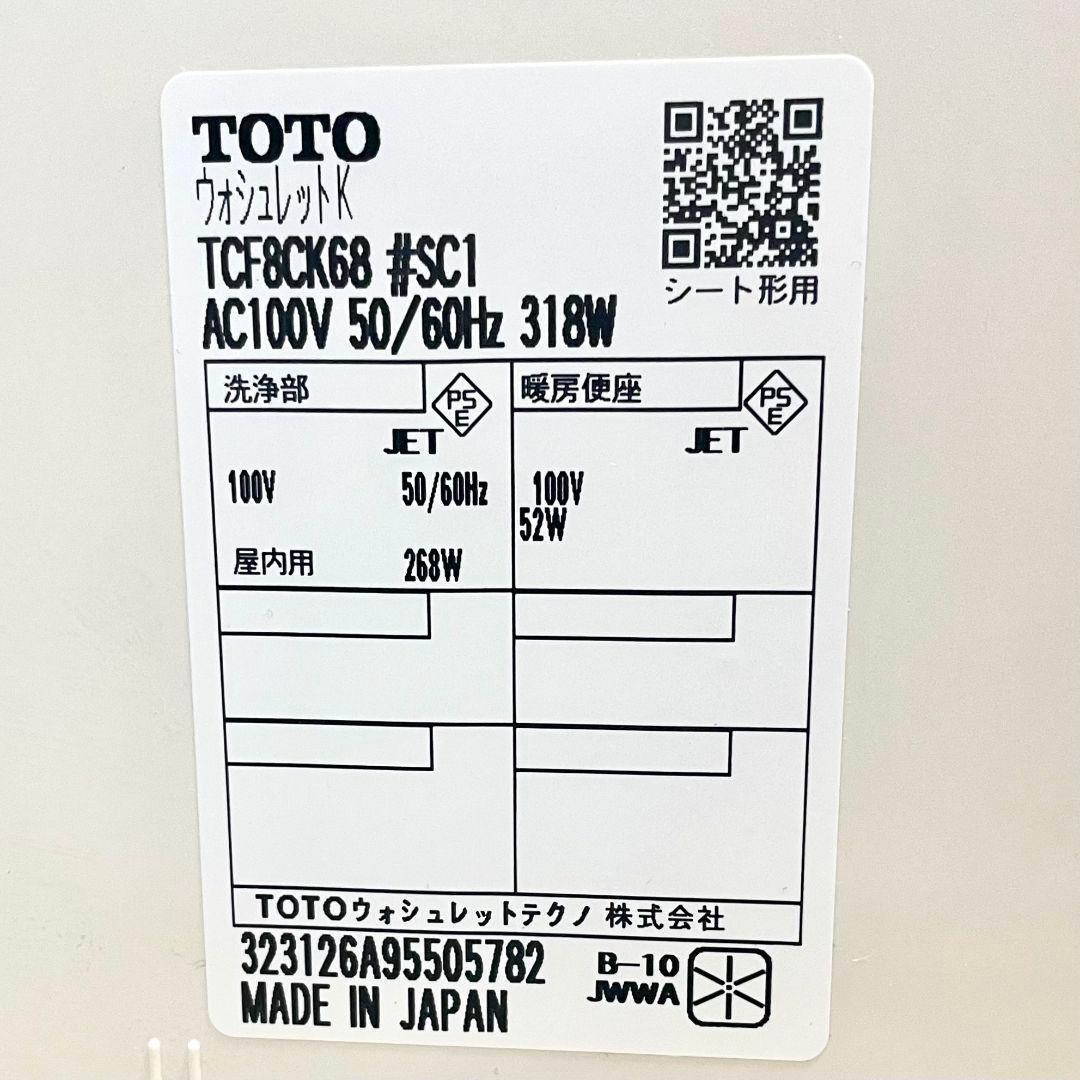 TOTO
ウォシュレットK
TCF8CK68 #SC1
AC100V 50/60Hz 318W
シート形用
洗浄部
PS
E
JET
100V 50/60Hz
屋内用 268W
暖房便座
PS
E
JET
100V
52W
TOTOウォシュレットテクノ 株式会社
323126A95505782
MADE IN JAPAN
B-10
JWWA